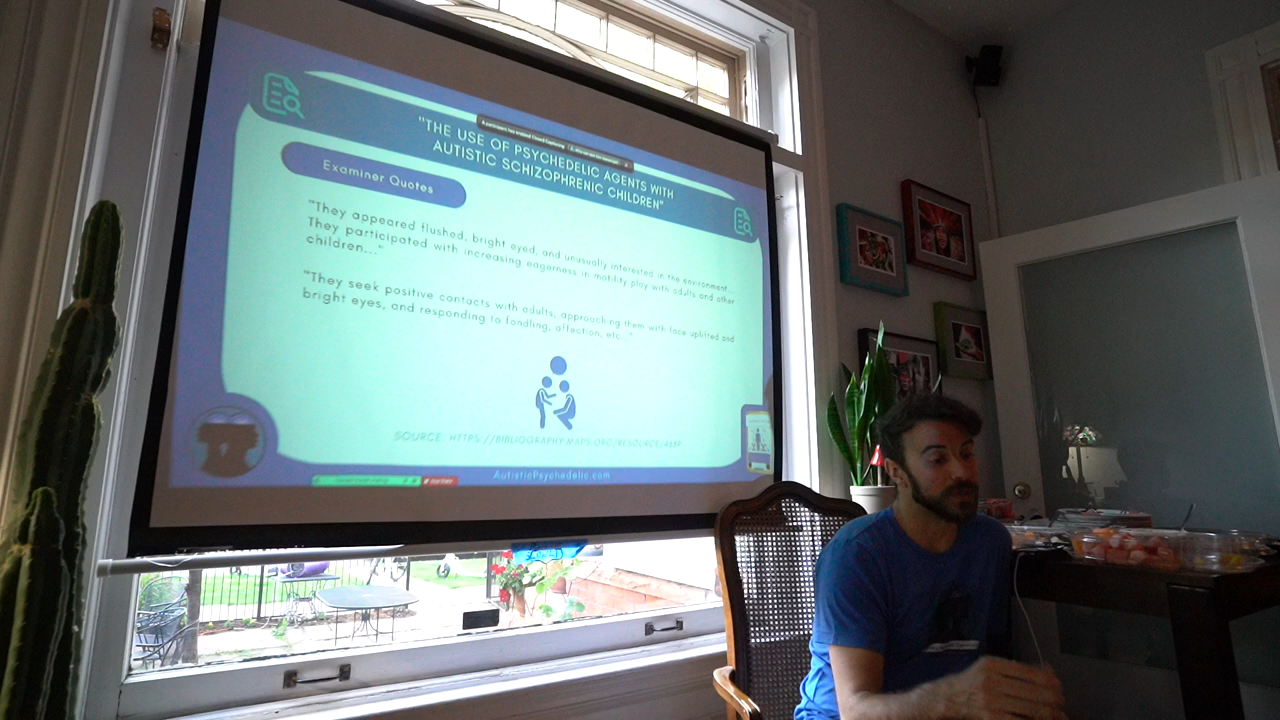 "THE USE OF PSYCHEDELIC AGENTS WITH
AUTISTIC SCHIZOPHRENIC CHILDREN"
Examiner Quotes
"They appeared flushed, bright eyed, and unusually interested in the environment...
They participated with increasing eagerness in motility play with adults and other
children..."
"They seek positive contacts with adults, approaching them with face uplifted and
bright eyes, and responding to fondling, affection, etc..."
SOURCE: HTTPS://BIBLIOGRAPHY.MAPS.ORG/RESOURCE/
AutisticPsychedelic.com